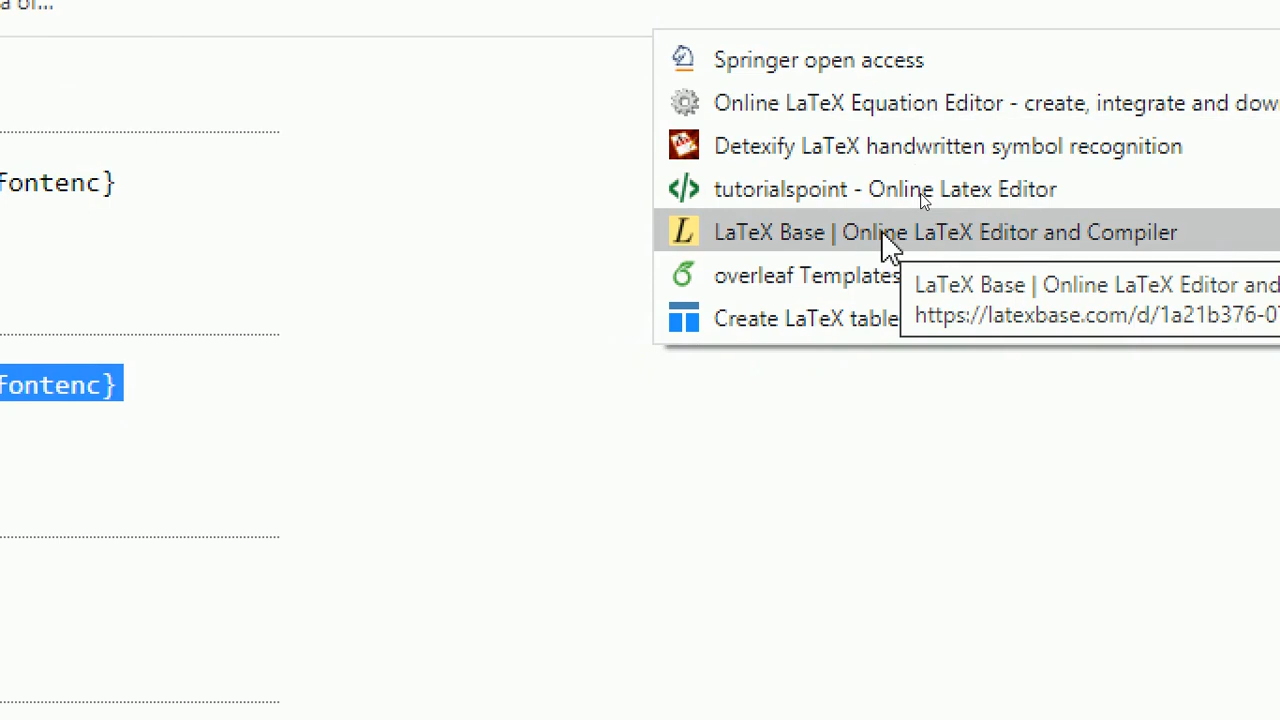 a of...
Springer open access
Online LaTeX Equation Editor - create, integrate and dow
Detexify LaTeX handwritten symbol recognition
fontenc}
tutorialspoint - Online Latex Editor
LaTeX Base | Online LaTeX Editor and Compiler
overleaf Templates
LaTeX Base | Online LaTeX Editor and
https://latexbase.com/d/1a21b376-07
Create LaTeX table
fontenc}